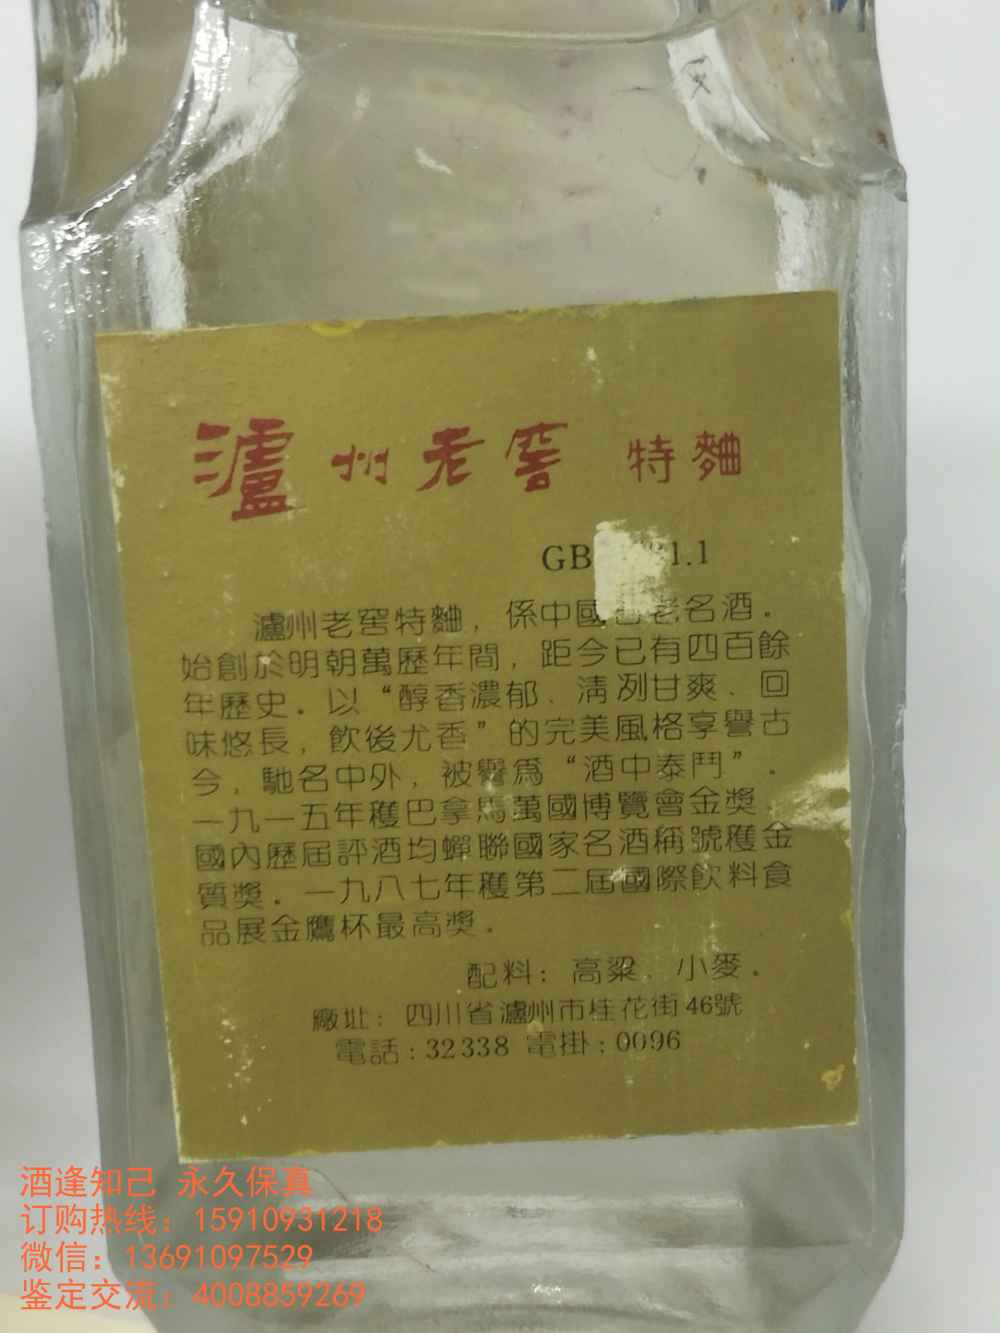 瀘州老窖 特麯
GB 81.1
瀘州老窖特麯，係中國 老名酒。
始創於明朝萬歷年間，距今已有四百餘
年歷史。以“醇香濃郁、清冽甘爽、回
味悠長，飲後尤香”的完美風格享譽古
今，馳名中外，被譽爲“酒中泰鬥”。
一九一五年穫巴拿馬萬國博覽會金獎
國內歷屆評酒均蟬聯國家名酒稱號穫金
質獎。一九八七年穫第二屆國際飲料食
品展金鷹杯最高獎。
配料：高粱、小麥。
廠址：四川省瀘州市桂花街46號
電話：32338 電掛：0096
酒逢知己 永久保真
订购热线：15910931218
微信：13691097529
鉴定交流：4008859269